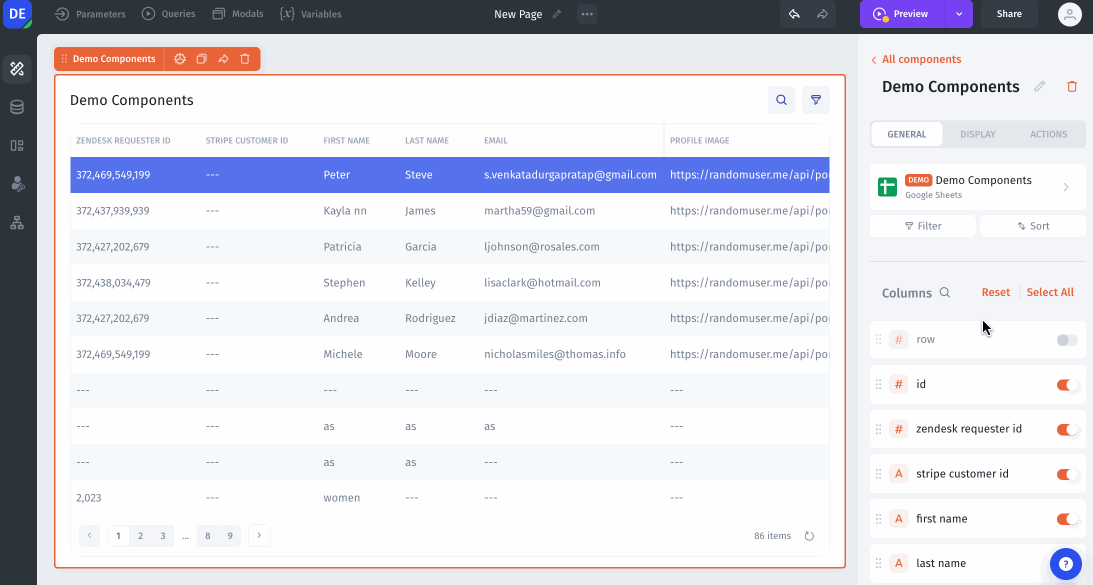 DE Parameters Queries Modals Variables New Page Preview Share
Demo Components
Demo Components
ZENDESK REQUESTER ID STRIPE CUSTOMER ID FIRST NAME LAST NAME EMAIL PROFILE IMAGE
372,469,549,199 --- Peter Steve s.venkatadurgapratap@gmail.com https://randomuser.me/api/por
372,437,939,939 --- Kayla nn James martha59@gmail.com https://randomuser.me/api/por
372,427,202,679 --- Patricia Garcia ljohnson@rosales.com https://randomuser.me/api/por
372,438,034,479 --- Stephen Kelley lisaclark@hotmail.com https://randomuser.me/api/por
372,427,202,679 --- Andrea Rodriguez jdiaz@martinez.com https://randomuser.me/api/por
372,469,549,199 --- Michele Moore nicholasmiles@thomas.info https://randomuser.me/api/por
--- --- --- --- --- ---
--- --- as as as ---
--- --- as as --- ---
2,023 --- women --- --- ---
1 2 3 ... 8 9 86 items
All components
Demo Components
GENERAL DISPLAY ACTIONS
DEMO Demo Components
Google Sheets
Filter Sort
Columns Reset Select All
# row
# id
# zendesk requester id
A stripe customer id
A first name
A last name
?